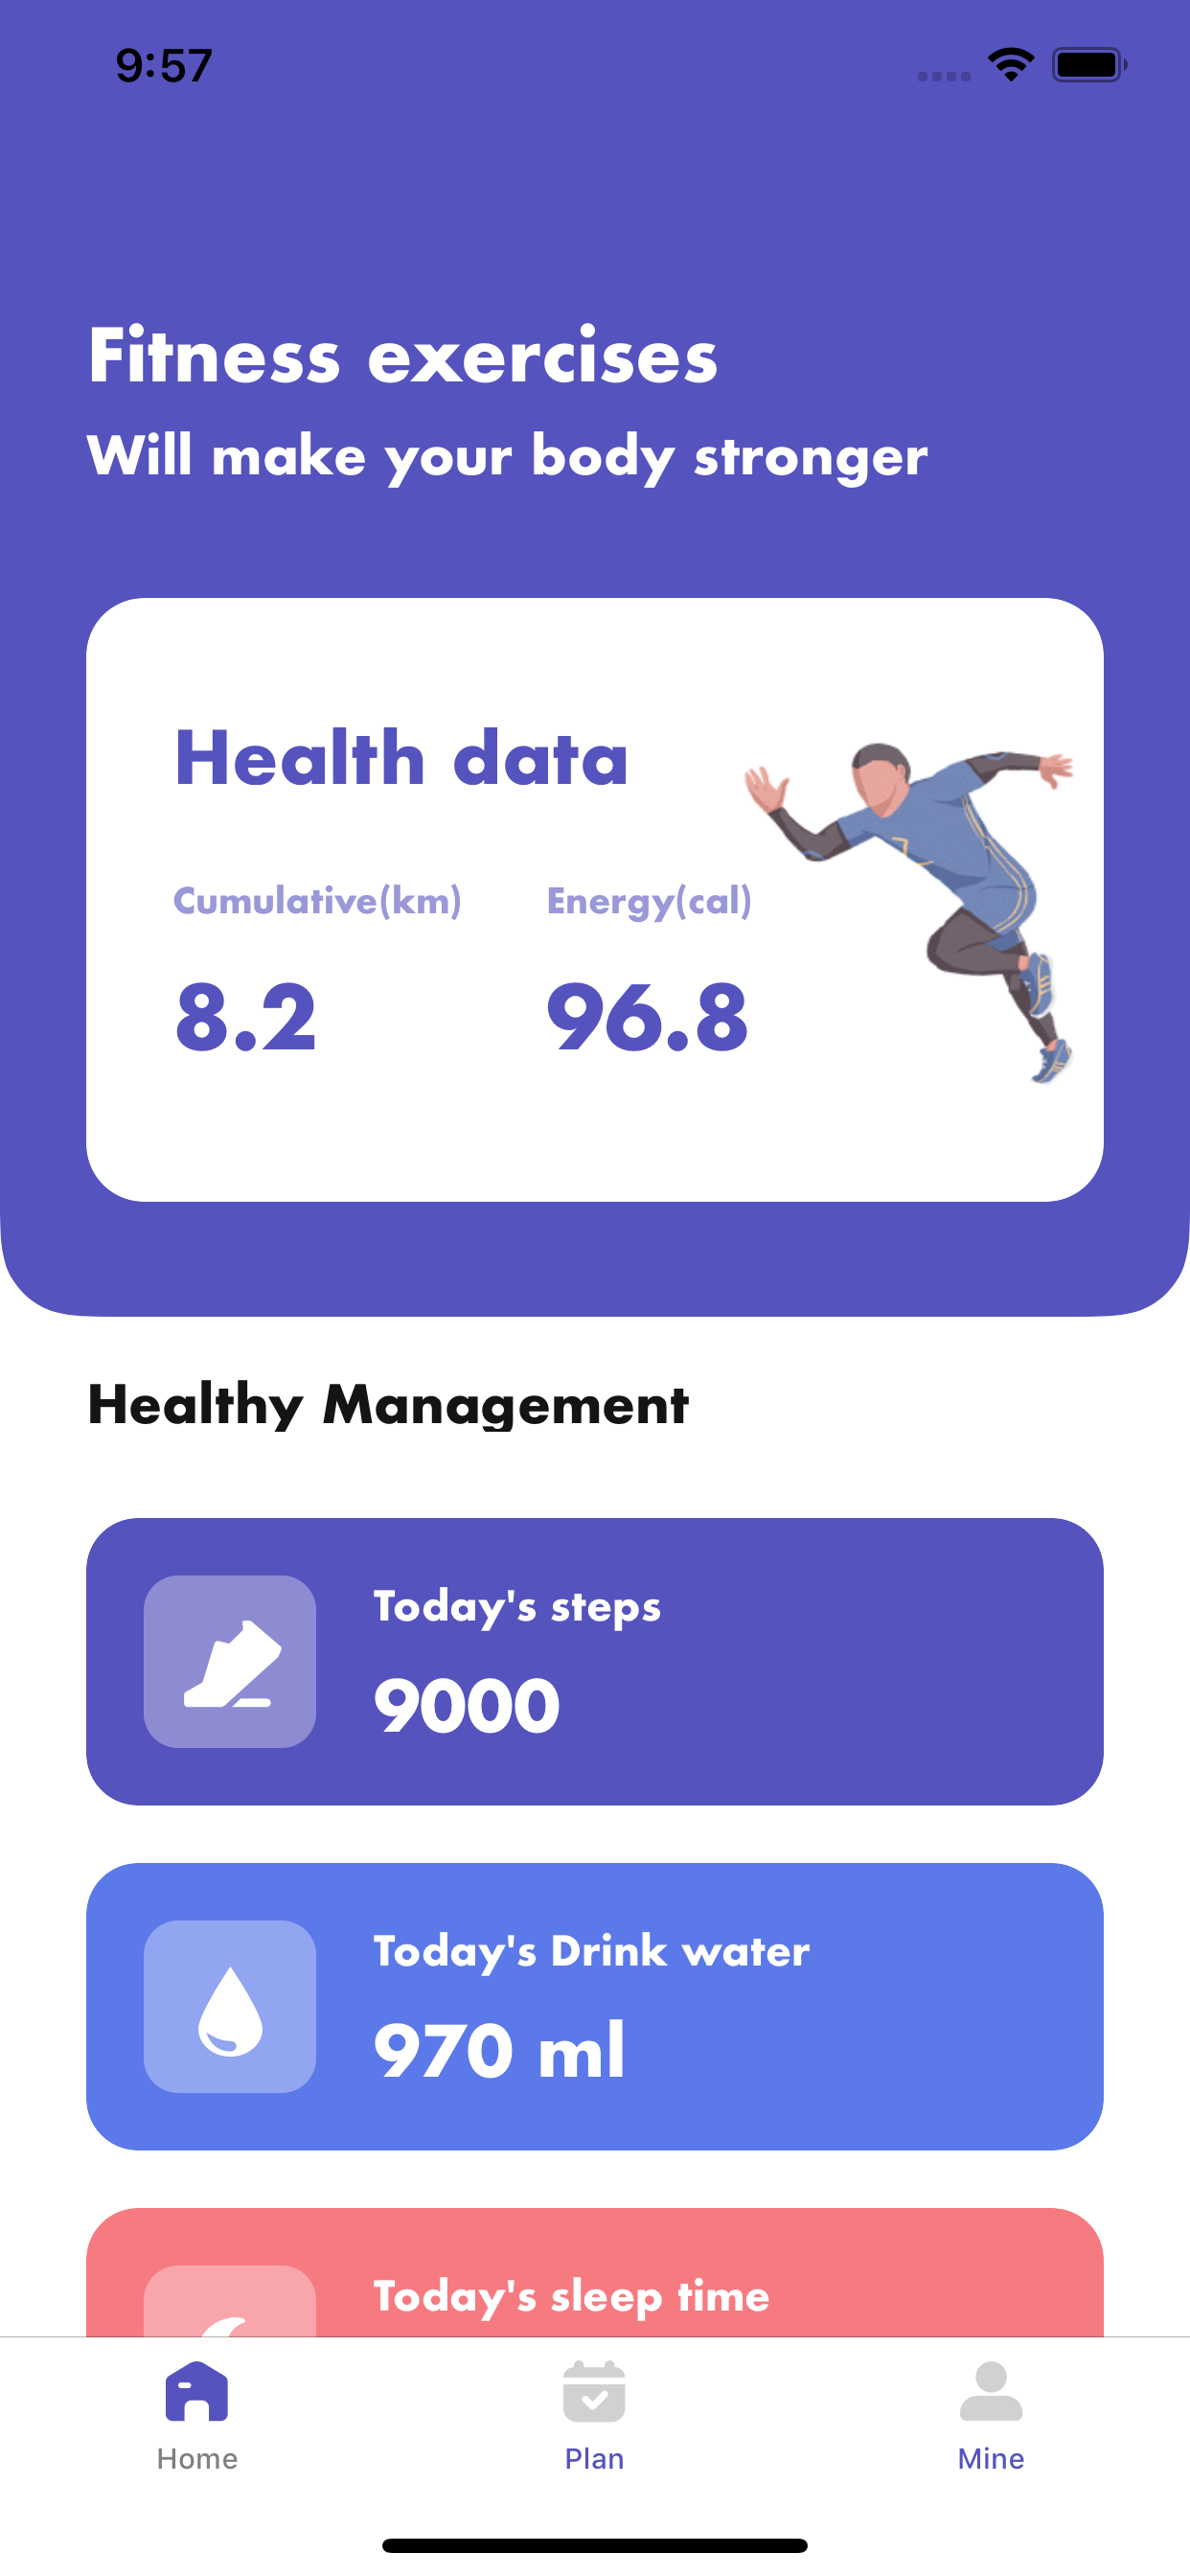 9:57
Fitness exercises
Will make your body stronger
Health data
Cumulative(km) Energy(cal)
8.2 96.8
Healthy Management
Today's steps
9000
Today's Drink water
970 ml
Today's sleep time
Home Plan Mine